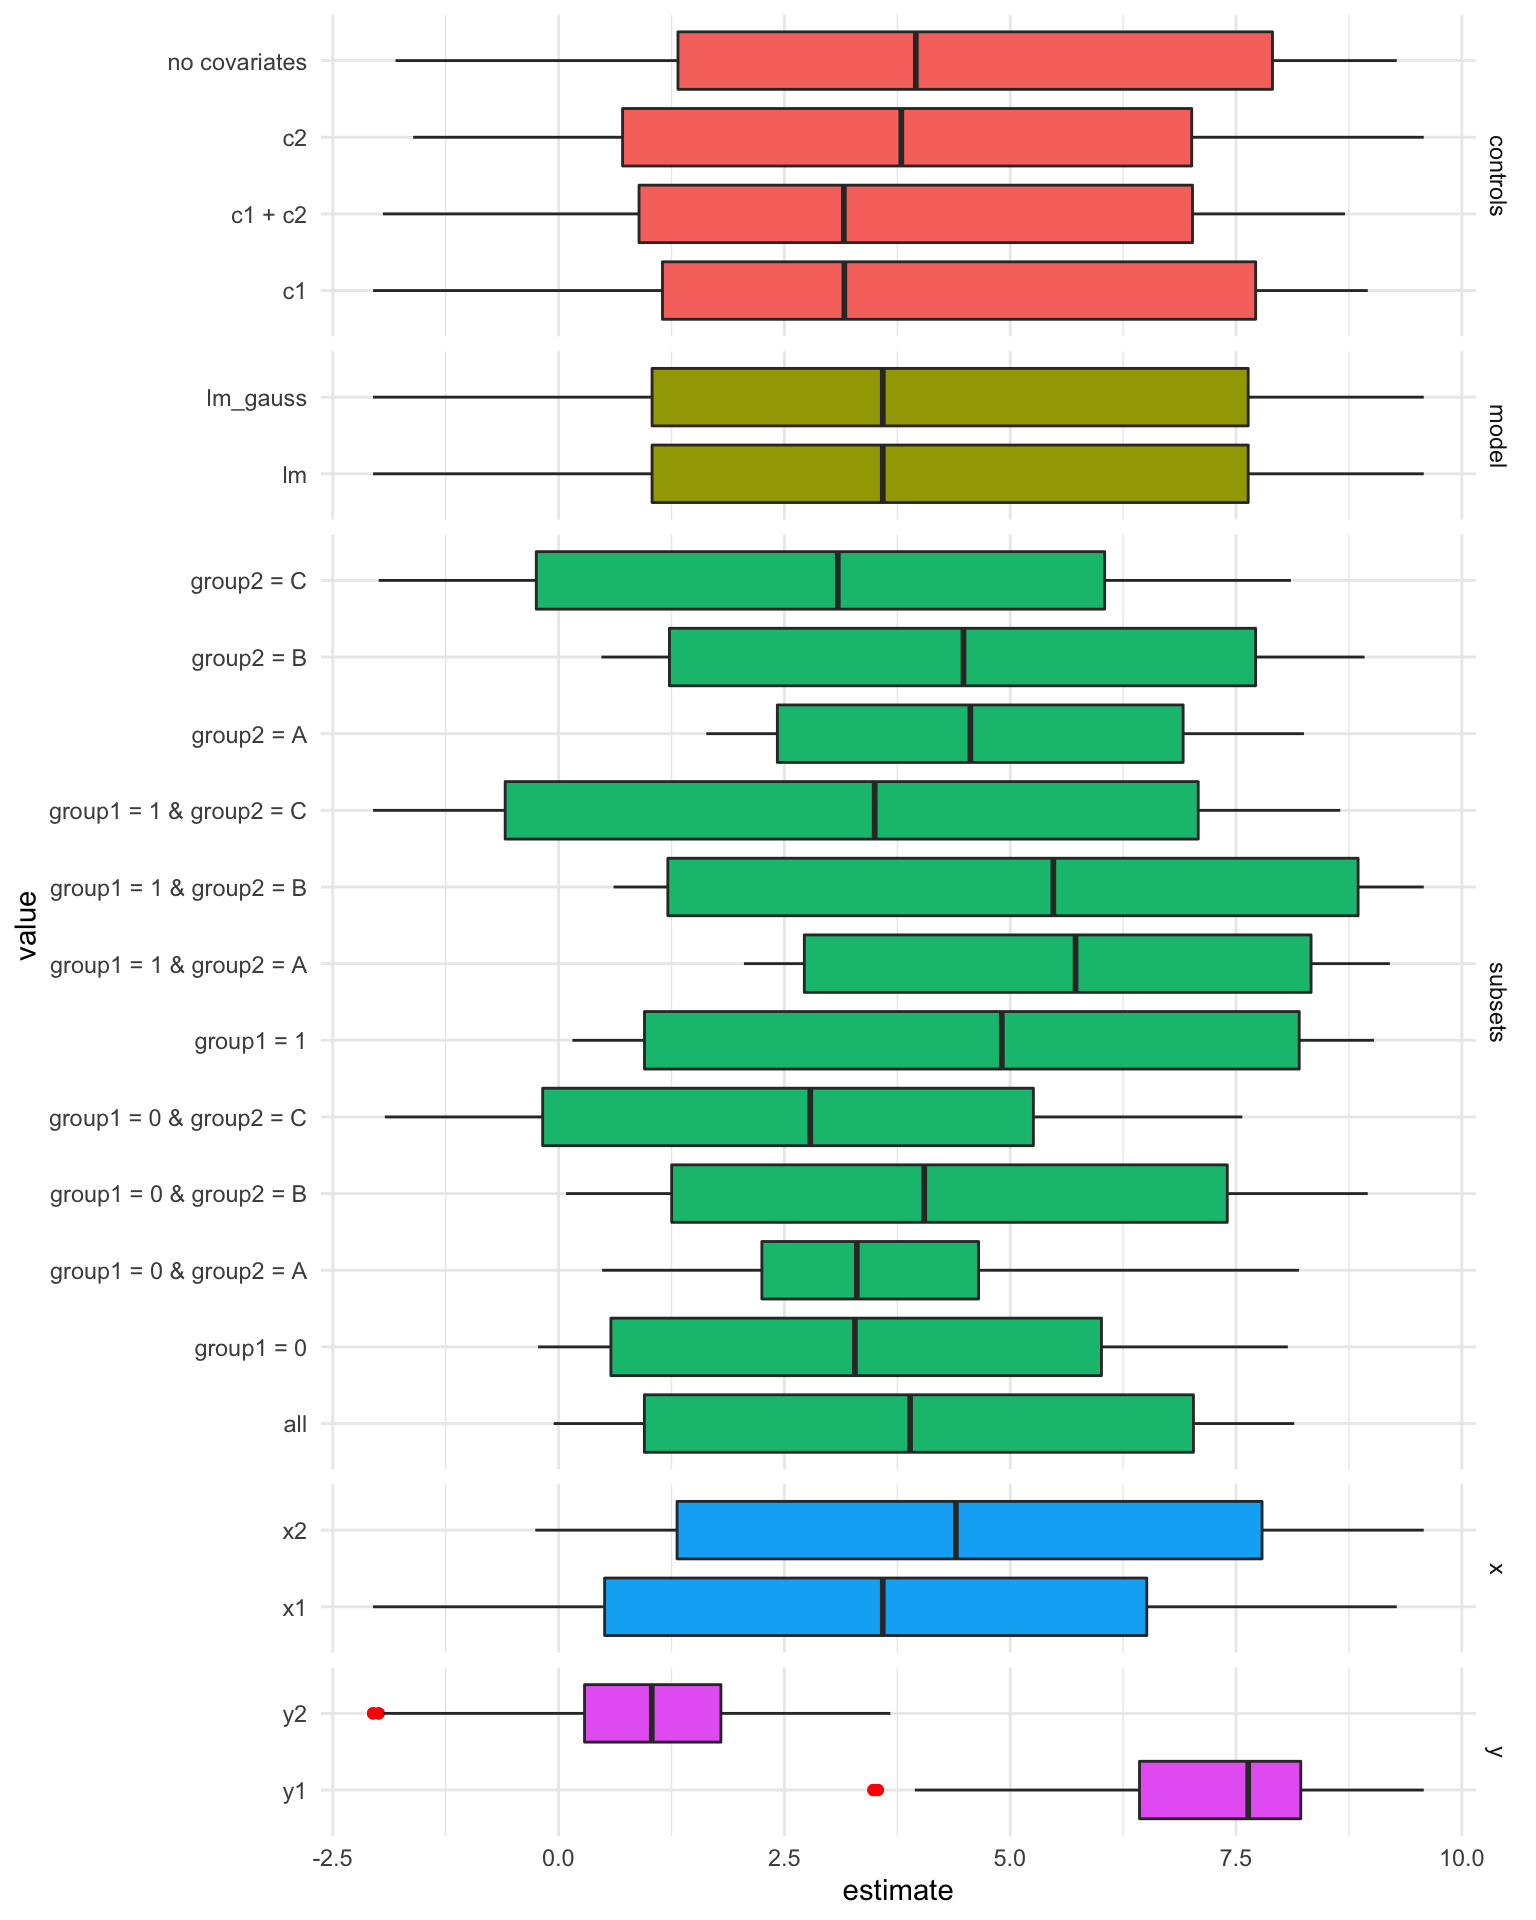 no covariates
c2
c1 + c2
c1
controls
lm_gauss
lm
model
group2 = C
group2 = B
group2 = A
group1 = 1 & group2 = C
group1 = 1 & group2 = B
group1 = 1 & group2 = A
group1 = 1
group1 = 0 & group2 = C
group1 = 0 & group2 = B
group1 = 0 & group2 = A
group1 = 0
all
subsets
value
x2
x1
x
y2
y1
y
-2.5 0.0 2.5 5.0 7.5 10.0
estimate